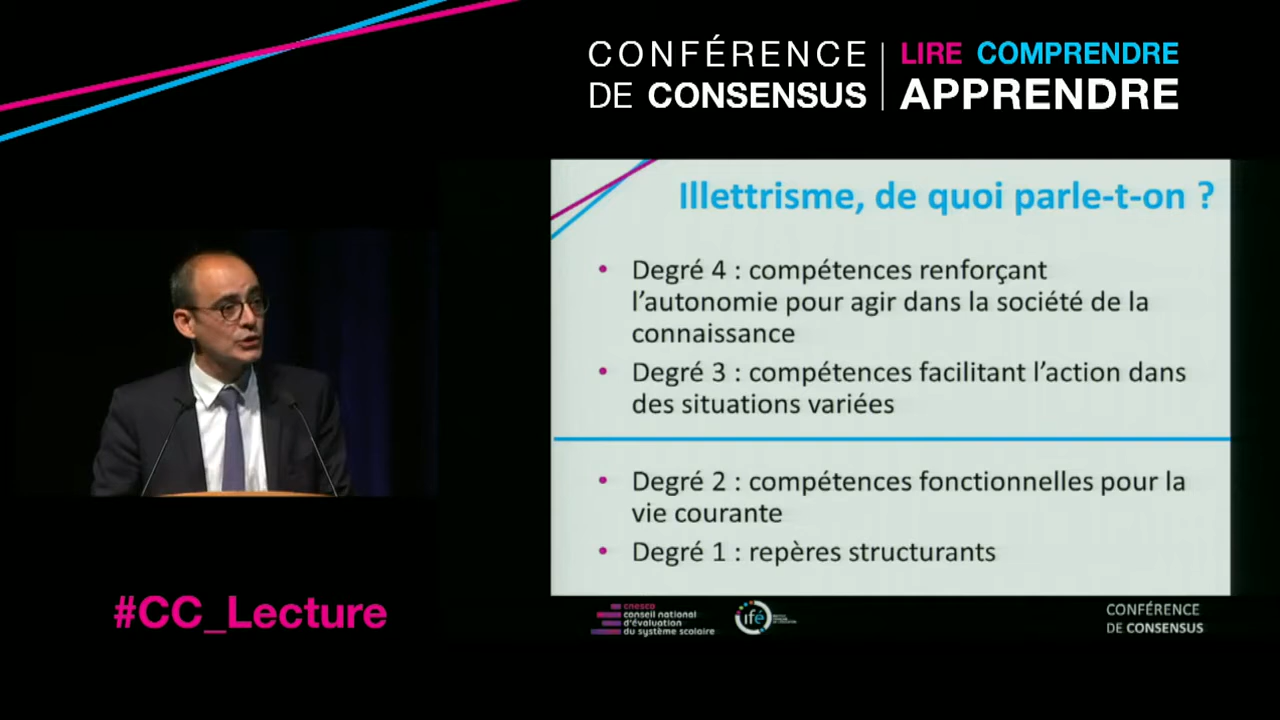 CONFÉRENCE
DE CONSENSUS
LIRE COMPRENDRE
APPRENDRE
Illettrisme, de quoi parle-t-on ?
• Degré 4 : compétences renforçant
l’autonomie pour agir dans la société de la
connaissance
• Degré 3 : compétences facilitant l’action dans
des situations variées
• Degré 2 : compétences fonctionnelles pour la
vie courante
• Degré 1 : repères structurants
#CC_Lecture
cnesco
conseil national
d'évaluation
du système scolaire
ifé
CONFÉRENCE
DE CONSENSUS